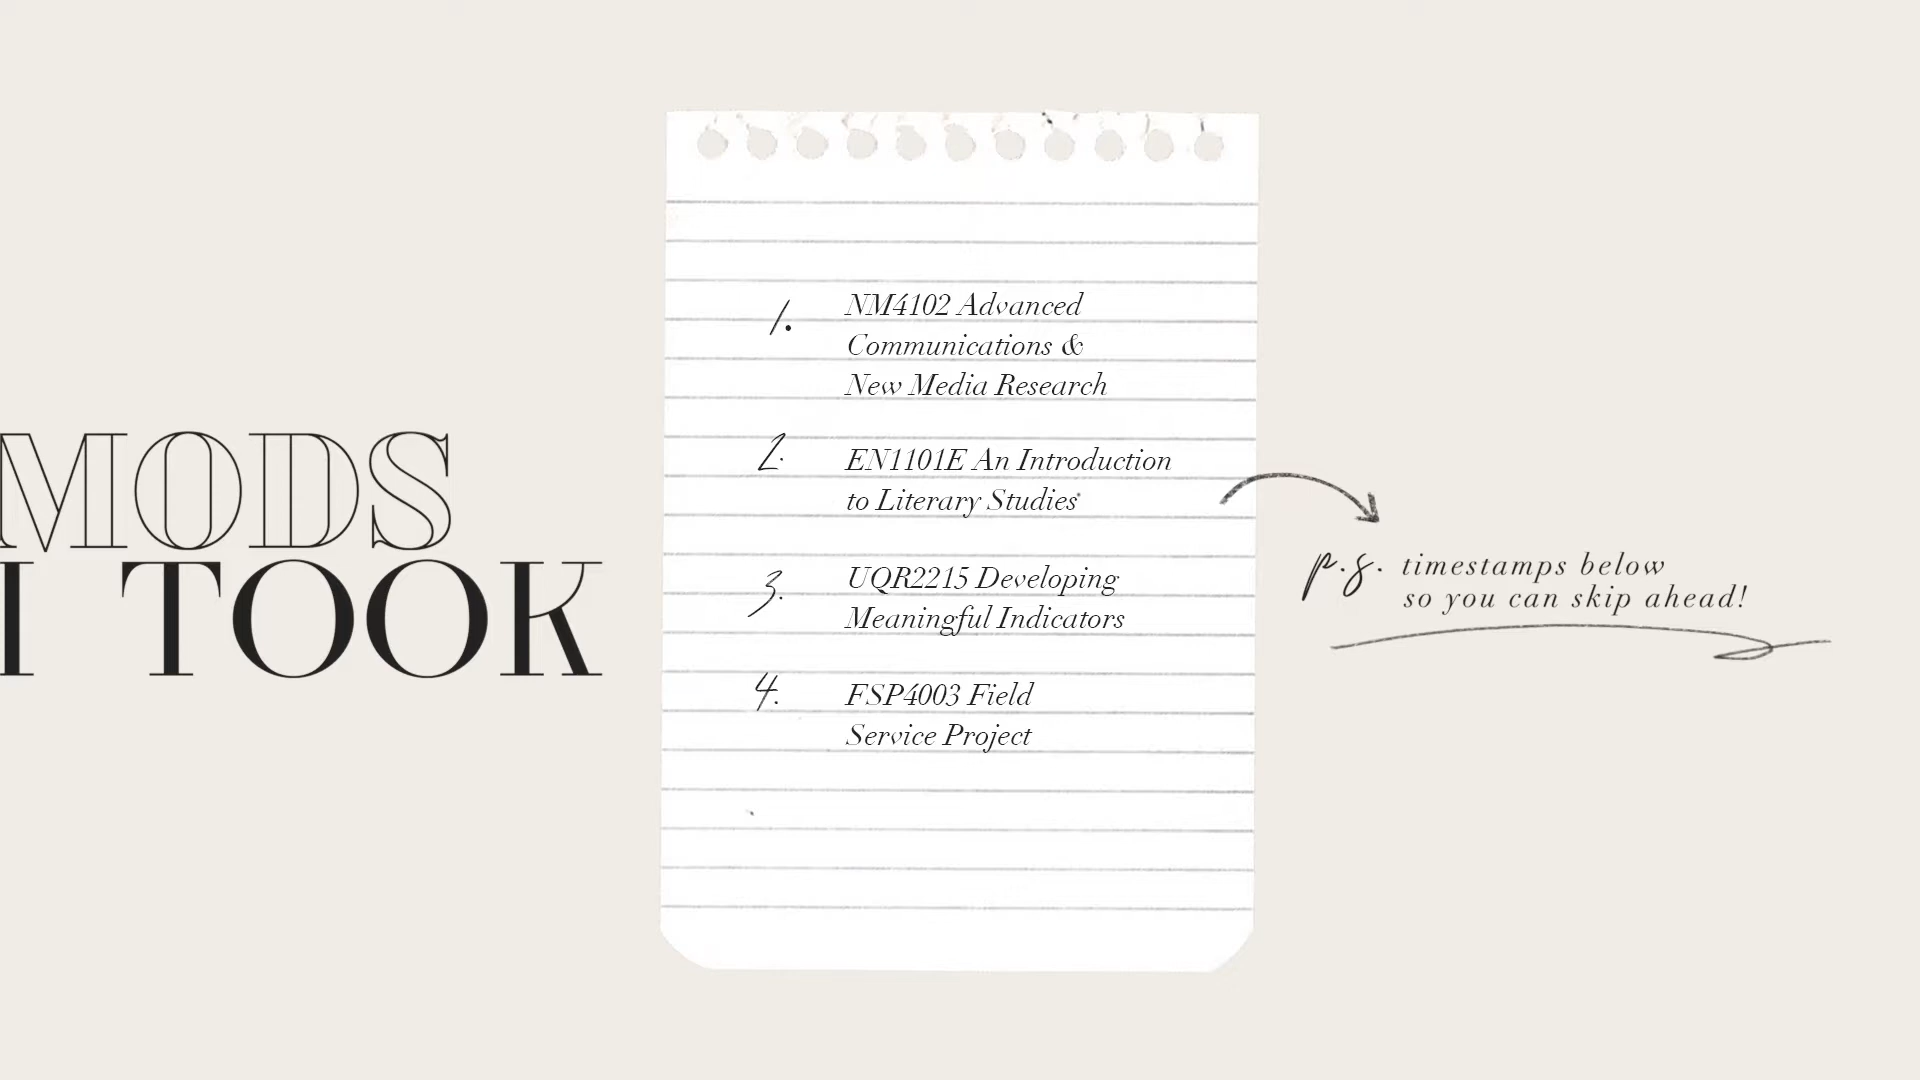 MODS
I TOOK
1. NM4102 Advanced
Communications &
New Media Research
2. EN1101E An Introduction
to Literary Studies
3. UQR2215 Developing
Meaningful Indicators
4. FSP4003 Field
Service Project
p.s. timestamps below
so you can skip ahead!